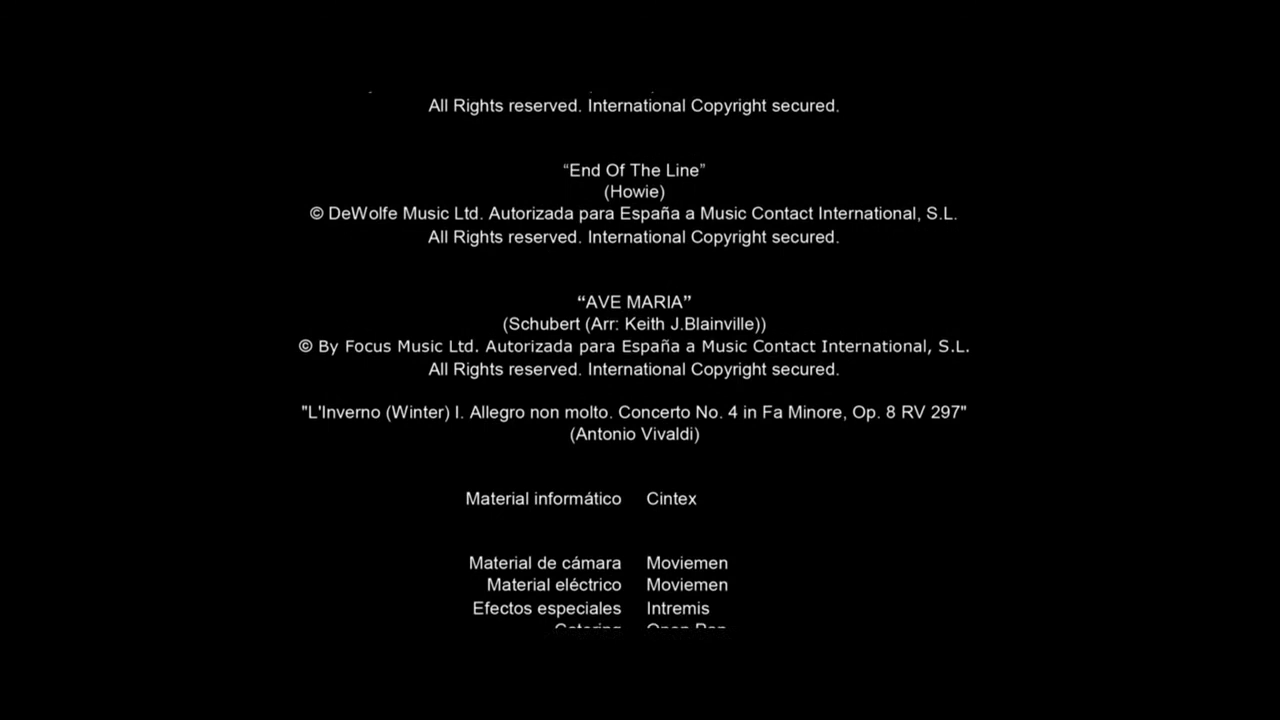 All Rights reserved. International Copyright secured.
“End Of The Line”
(Howie)
© DeWolfe Music Ltd. Autorizada para España a Music Contact International, S.L.
All Rights reserved. International Copyright secured.
“AVE MARIA”
(Schubert (Arr: Keith J.Blainville))
© By Focus Music Ltd. Autorizada para España a Music Contact International, S.L.
All Rights reserved. International Copyright secured.
"L'Inverno (Winter) I. Allegro non molto. Concerto No. 4 in Fa Minore, Op. 8 RV 297"
(Antonio Vivaldi)
Material informático Cintex
Material de cámara Moviemen
Material eléctrico Moviemen
Efectos especiales Intremis
Catering